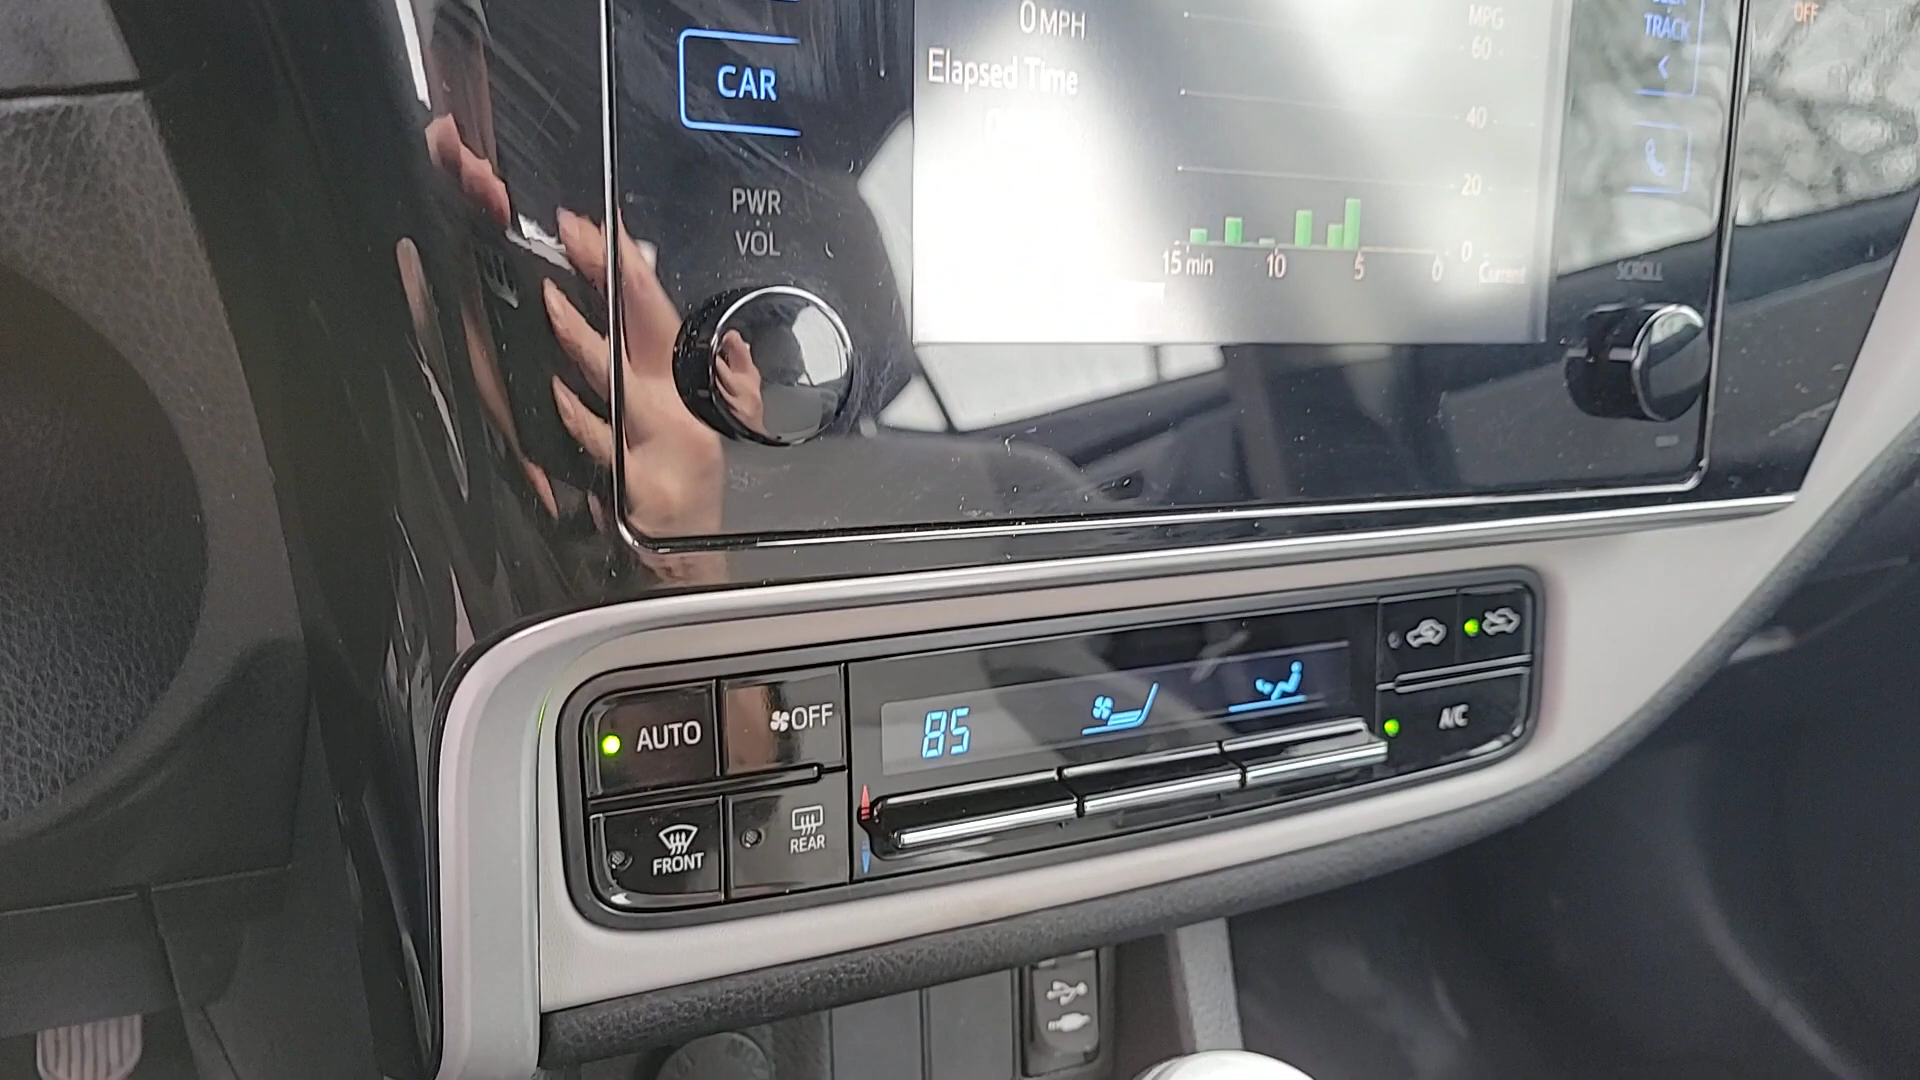 CAR
PWR
VOL
0 MPH
Elapsed Time
MPG
60
40
20
0
15 min 10 5 0 Current
TRACK
OFF
SCROLL
AUTO
OFF
85
A/C
FRONT
REAR